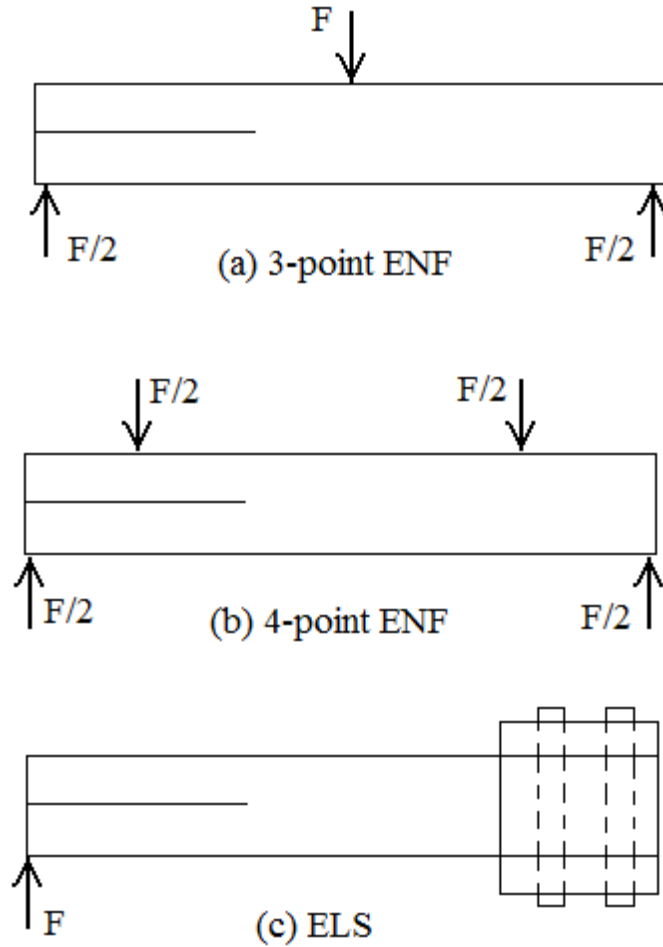 F
F/2
F/2
(a) 3-point ENF
F/2
F/2
F/2
F/2
(b) 4-point ENF
F
(c) ELS